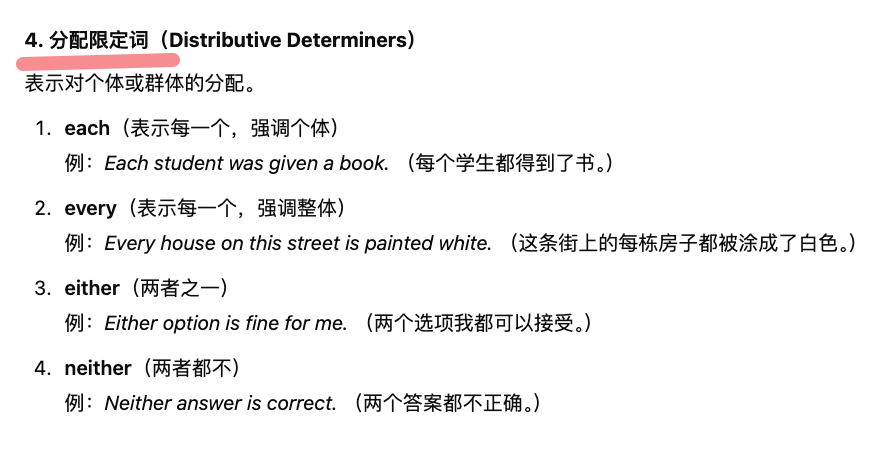 4. 分配限定词（Distributive Determiners）
表示对个体或群体的分配。
1. each（表示每一个，强调个体）
例：Each student was given a book. （每个学生都得到了书。）
2. every（表示每一个，强调整体）
例：Every house on this street is painted white. （这条街上的每栋房子都被涂成了白色。）
3. either（两者之一）
例：Either option is fine for me. （两个选项我都可以接受。）
4. neither（两者都不）
例：Neither answer is correct. （两个答案都不正确。）